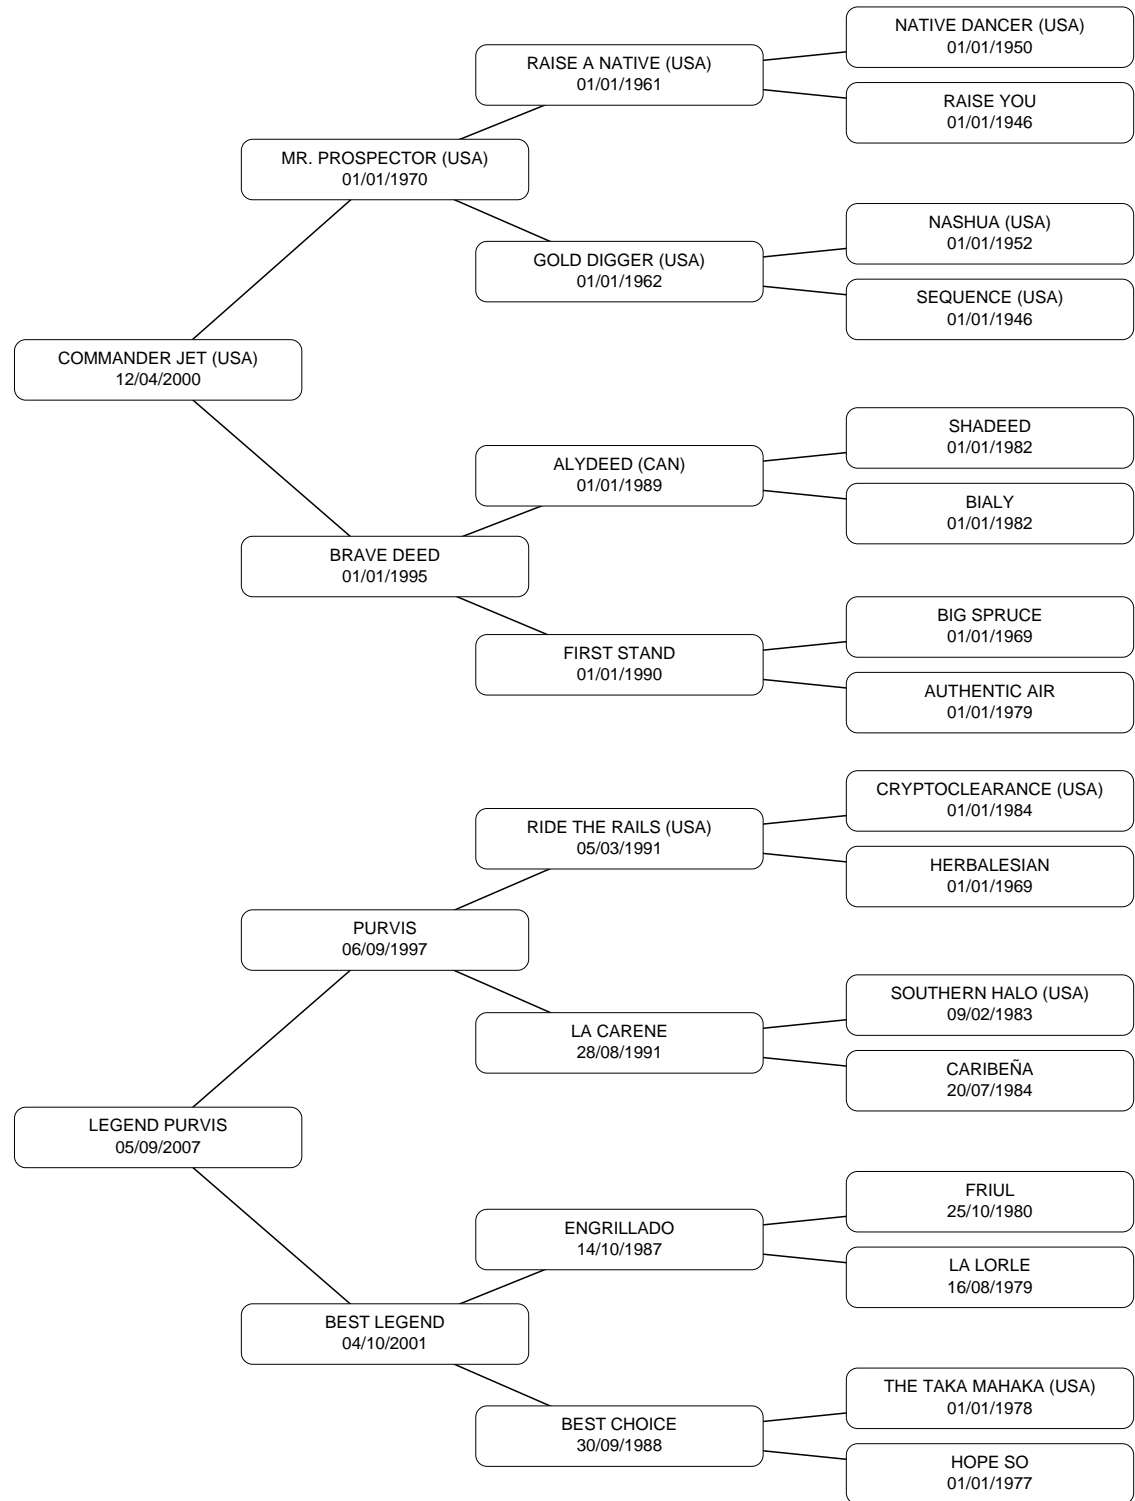 NATIVE DANCER (USA)
01/01/1950
RAISE A NATIVE (USA)
01/01/1961
RAISE YOU
01/01/1946
MR. PROSPECTOR (USA)
01/01/1970
NASHUA (USA)
01/01/1952
GOLD DIGGER (USA)
01/01/1962
SEQUENCE (USA)
01/01/1946
COMMANDER JET (USA)
12/04/2000
SHADEED
01/01/1982
ALYDEED (CAN)
01/01/1989
BIALY
01/01/1982
BRAVE DEED
01/01/1995
BIG SPRUCE
01/01/1969
FIRST STAND
01/01/1990
AUTHENTIC AIR
01/01/1979
CRYPTOCLEARANCE (USA)
01/01/1984
RIDE THE RAILS (USA)
05/03/1991
HERBALESIAN
01/01/1969
PURVIS
06/09/1997
SOUTHERN HALO (USA)
09/02/1983
LA CARENE
28/08/1991
CARIBEÑA
20/07/1984
LEGEND PURVIS
05/09/2007
FRIUL
25/10/1980
ENGRILLADO
14/10/1987
LA LORLE
16/08/1979
BEST LEGEND
04/10/2001
THE TAKA MAHAKA (USA)
01/01/1978
BEST CHOICE
30/09/1988
HOPE SO
01/01/1977